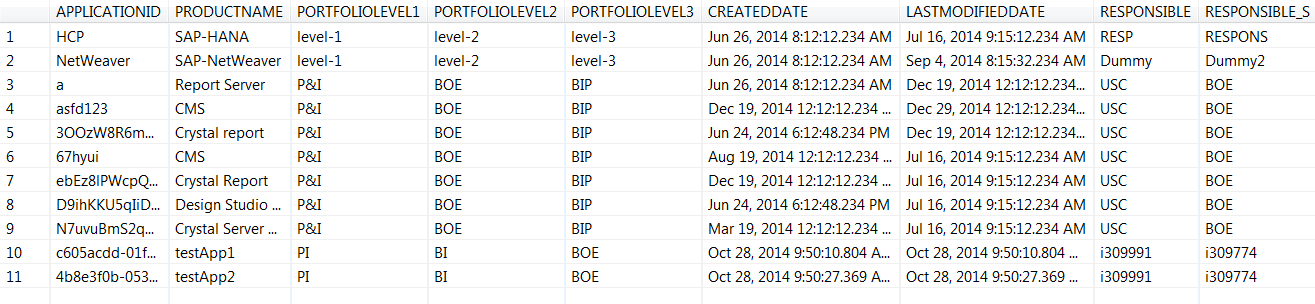 APPLICATIONID PRODUCTNAME PORTFOLIOLEVEL1 PORTFOLIOLEVEL2 PORTFOLIOLEVEL3 CREATEDDATE LASTMODIFIEDDATE RESPONSIBLE RESPONSIBLE_S
1 HCP SAP-HANA level-1 level-2 level-3 Jun 26, 2014 8:12:12.234 AM Jul 16, 2014 9:15:12.234 AM RESP RESPONS
2 NetWeaver SAP-NetWeaver level-1 level-2 level-3 Jun 26, 2014 8:12:12.234 AM Sep 4, 2014 8:15:32.234 AM Dummy Dummy2
3 a Report Server P&I BOE BIP Jun 26, 2014 8:12:12.234 AM Dec 19, 2014 12:12:12.234... USC BOE
4 asfd123 CMS P&I BOE BIP Dec 19, 2014 12:12:12.234 ... Dec 29, 2014 12:12:12.234... USC BOE
5 3OOzW8R6m... Crystal report P&I BOE BIP Jun 24, 2014 6:12:48.234 PM Dec 19, 2014 12:12:12.234... USC BOE
6 67hyui CMS P&I BOE BIP Aug 19, 2014 12:12:12.234 ... Jul 16, 2014 9:15:12.234 AM USC BOE
7 ebEz8lPWcpQ... Crystal Report P&I BOE BIP Dec 19, 2014 12:12:12.234 ... Jul 16, 2014 9:15:12.234 AM USC BOE
8 D9ihKKU5qIiD... Design Studio ... P&I BOE BIP Jun 24, 2014 6:12:48.234 PM Jul 16, 2014 9:15:12.234 AM USC BOE
9 N7uvuBmS2q... Crystal Server ... P&I BOE BIP Mar 19, 2014 12:12:12.234 ... Jul 16, 2014 9:15:12.234 AM USC BOE
10 c605acdd-01f... testApp1 PI BI BOE Oct 28, 2014 9:50:10.804 A... Oct 28, 2014 9:50:10.804 ... i309991 i309774
11 4b8e3f0b-053... testApp2 PI BI BOE Oct 28, 2014 9:50:27.369 A... Oct 28, 2014 9:50:27.369 ... i309991 i309774